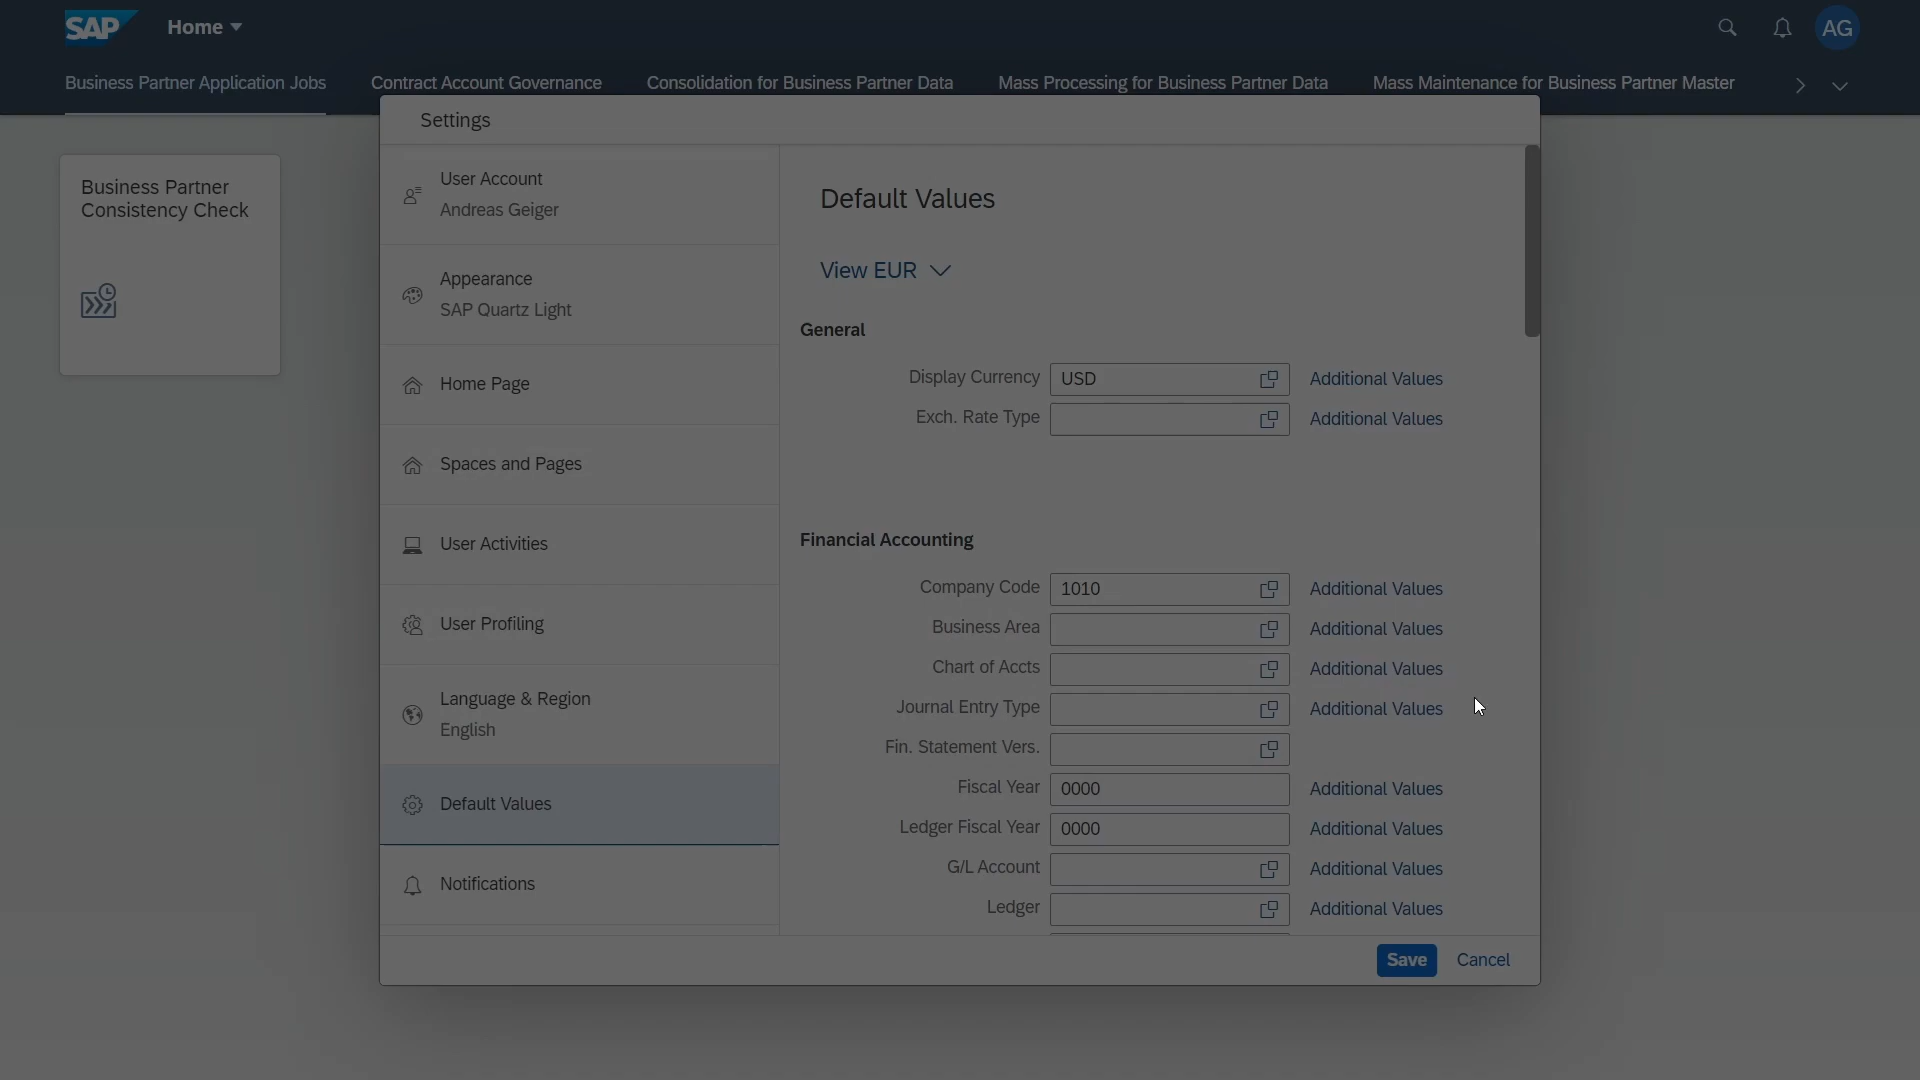 SAP
Home
AG
Business Partner Application Jobs
Contract Account Governance
Consolidation for Business Partner Data
Mass Processing for Business Partner Data
Mass Maintenance for Business Partner Master
Business Partner
Consistency Check
Settings
User Account
Andreas Geiger
Appearance
SAP Quartz Light
Home Page
Spaces and Pages
User Activities
User Profiling
Language & Region
English
Default Values
Notifications
Default Values
View EUR
General
Display Currency USD Additional Values
Exch. Rate Type Additional Values
Financial Accounting
Company Code 1010 Additional Values
Business Area Additional Values
Chart of Accts Additional Values
Journal Entry Type Additional Values
Fin. Statement Vers.
Fiscal Year 0000 Additional Values
Ledger Fiscal Year 0000 Additional Values
G/L Account Additional Values
Ledger Additional Values
Save Cancel